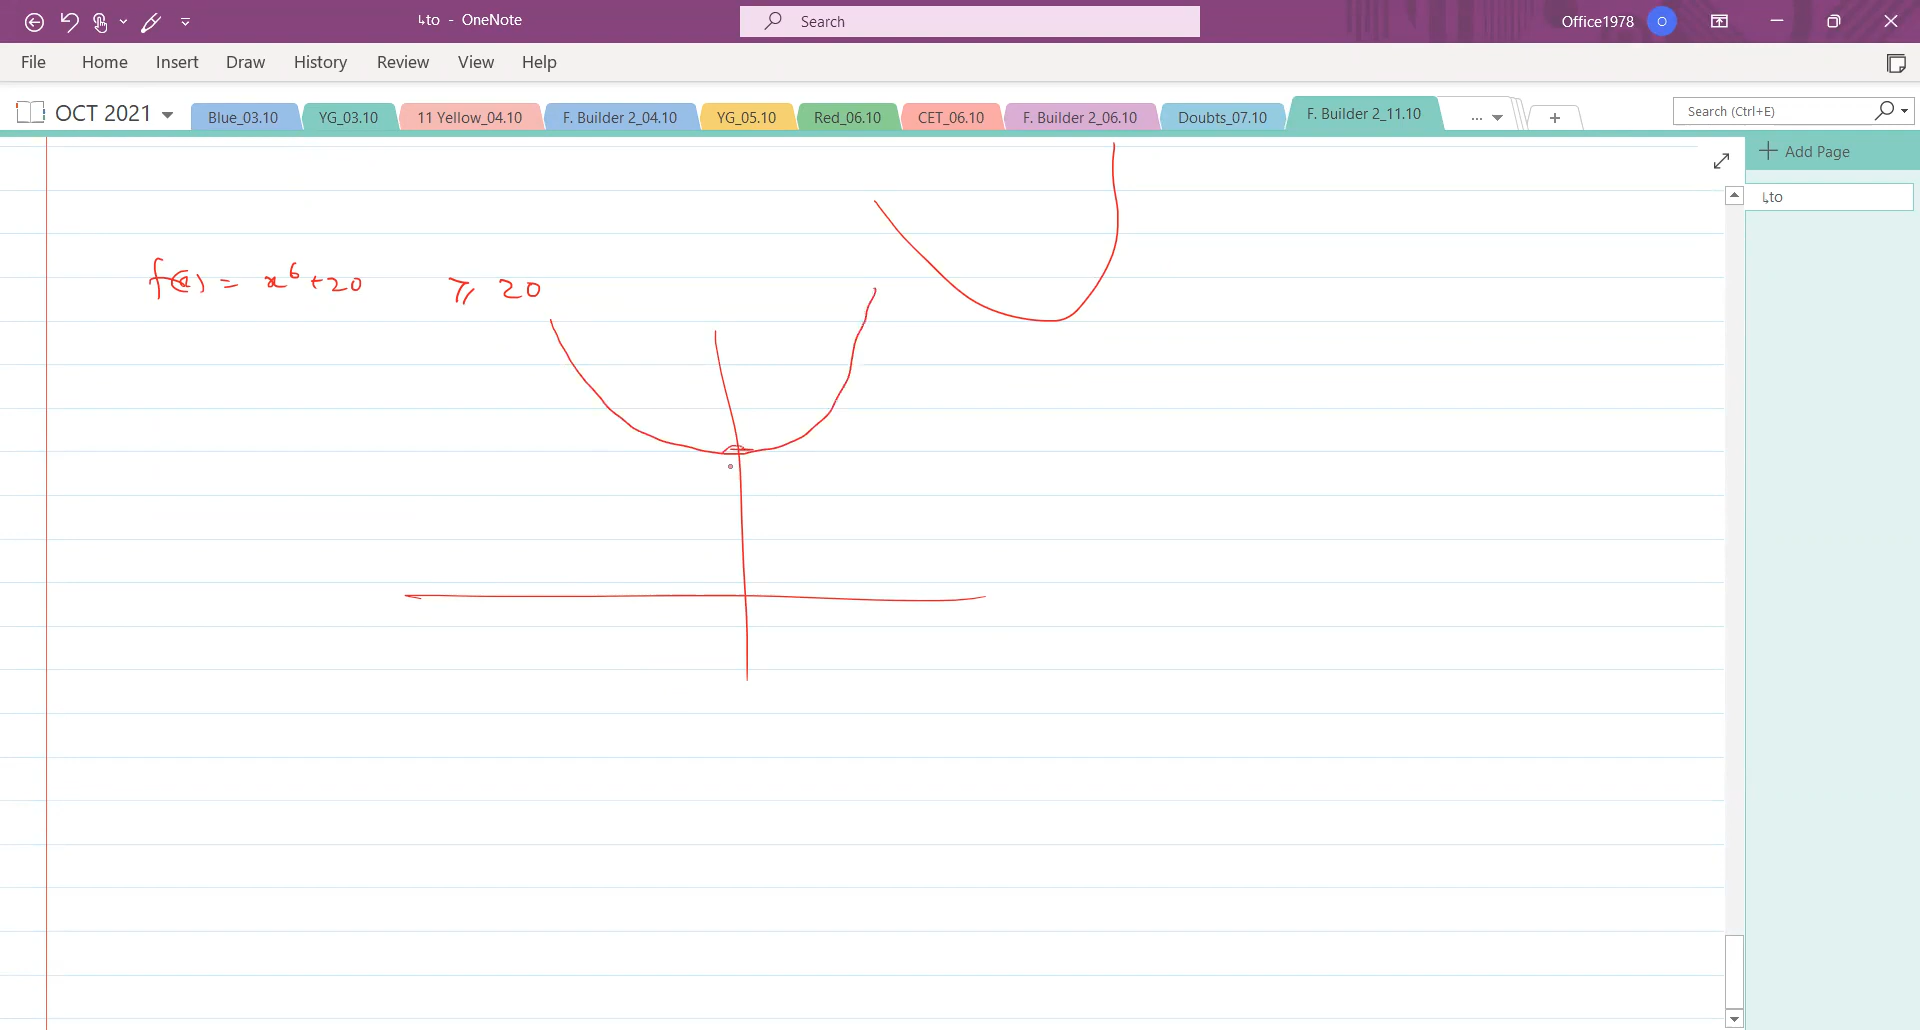 ↳to - OneNote
Search
Office1978
O
File Home Insert Draw History Review View Help
OCT 2021
Blue_03.10
YG_03.10
11 Yellow_04.10
F. Builder 2_04.10
YG_05.10
Red_06.10
CET_06.10
F. Builder 2_06.10
Doubts_07.10
F. Builder 2_11.10
...
Search (Ctrl+E)
Add Page
↳to
f(x) = x⁶ + 20 ⩾ 20